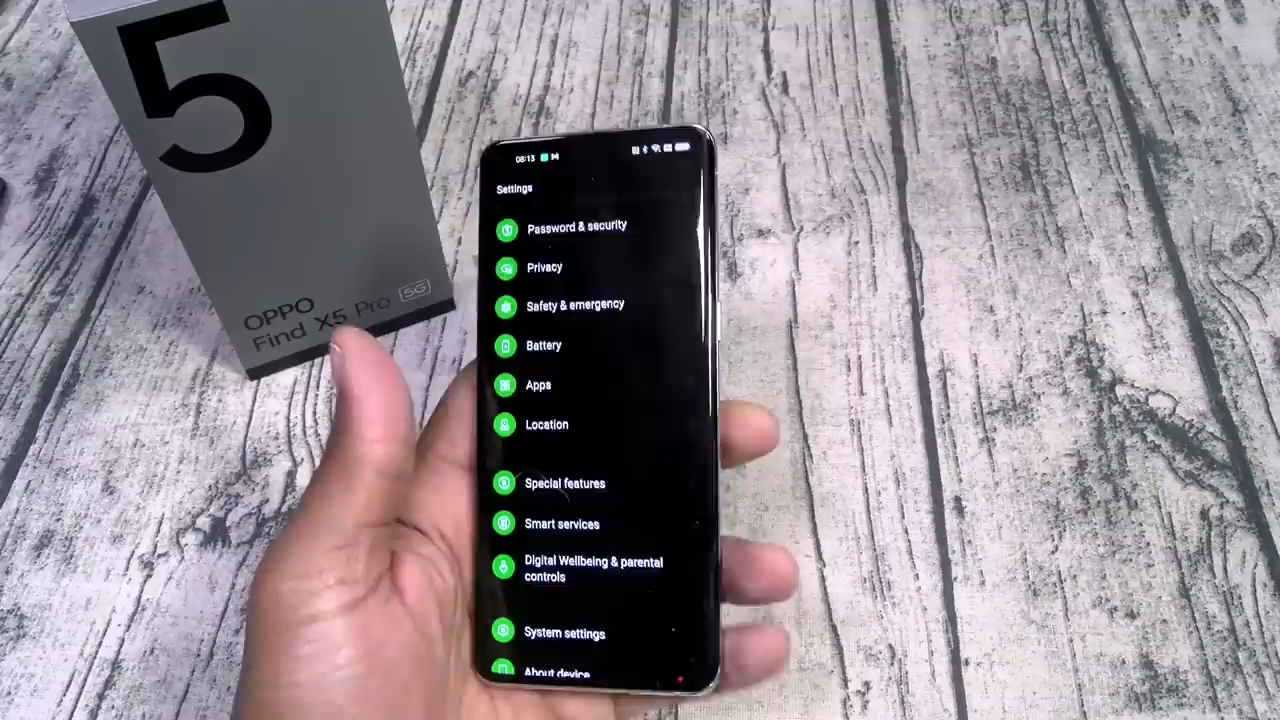 5
OPPO
Find X5 Pro 5G
06:13
Settings
Password & security
Privacy
Safety & emergency
Battery
Apps
Location
Special features
Smart services
Digital Wellbeing & parental
controls
System settings
About device